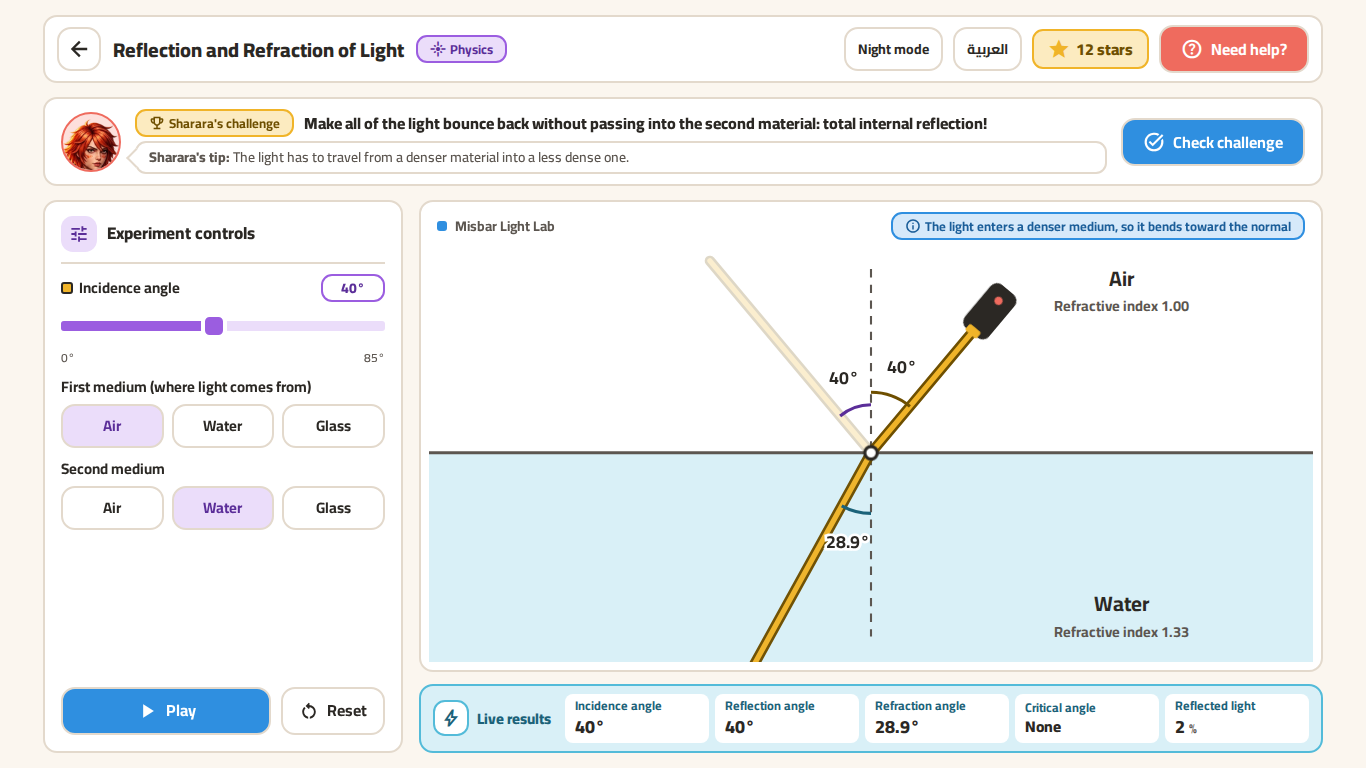 Reflection and Refraction of Light
Physics
Night mode
العربية
12 stars
Need help?
Sharara's challenge
Make all of the light bounce back without passing into the second material: total internal reflection!
Sharara's tip: The light has to travel from a denser material into a less dense one.
Check challenge
Experiment controls
Incidence angle
40°
0°
85°
First medium (where light comes from)
Air
Water
Glass
Second medium
Air
Water
Glass
Play
Reset
Misbar Light Lab
The light enters a denser medium, so it bends toward the normal
Air
Refractive index 1.00
40°
40°
28.9°
Water
Refractive index 1.33
Live results
Incidence angle
40°
Reflection angle
40°
Refraction angle
28.9°
Critical angle
None
Reflected light
2 %